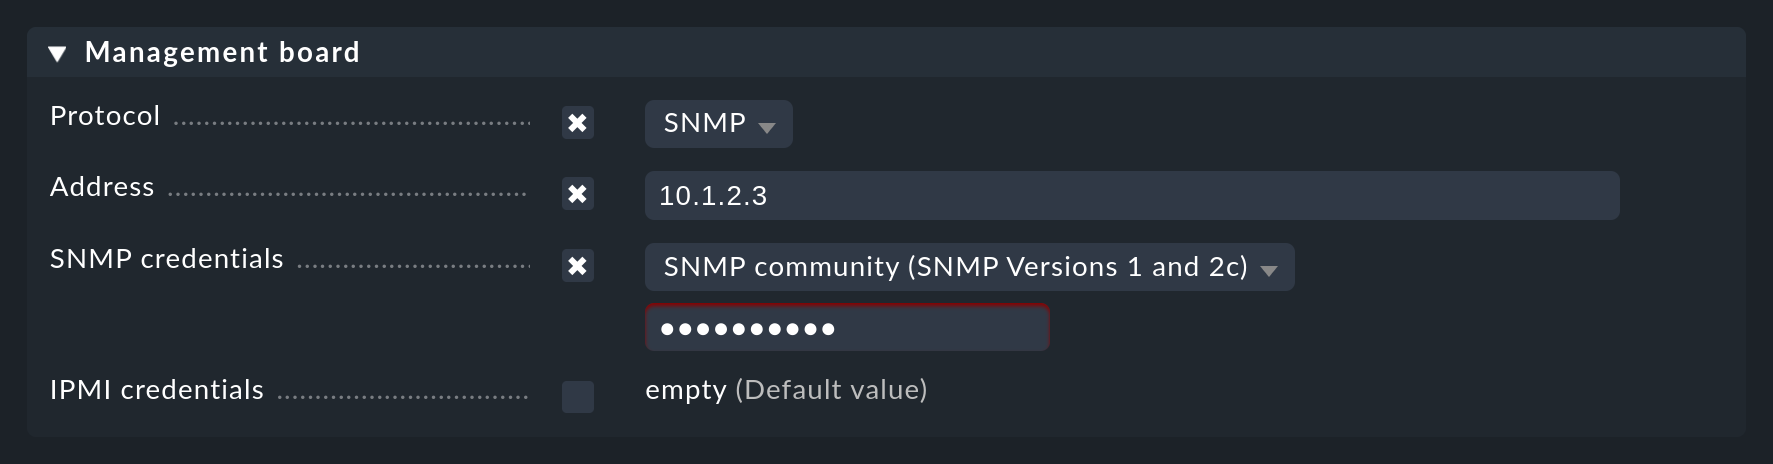 Management board
Protocol SNMP
Address 10.1.2.3
SNMP credentials SNMP community (SNMP Versions 1 and 2c)
●●●●●●●●●●
IPMI credentials empty (Default value)